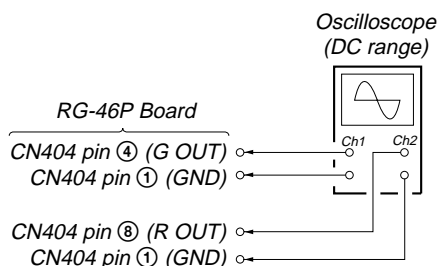 Oscilloscope
(DC range)
RG-46P Board
Ch1 Ch2
CN404 pin ④ (G OUT)
CN404 pin ① (GND)
CN404 pin ⑧ (R OUT)
CN404 pin ① (GND)